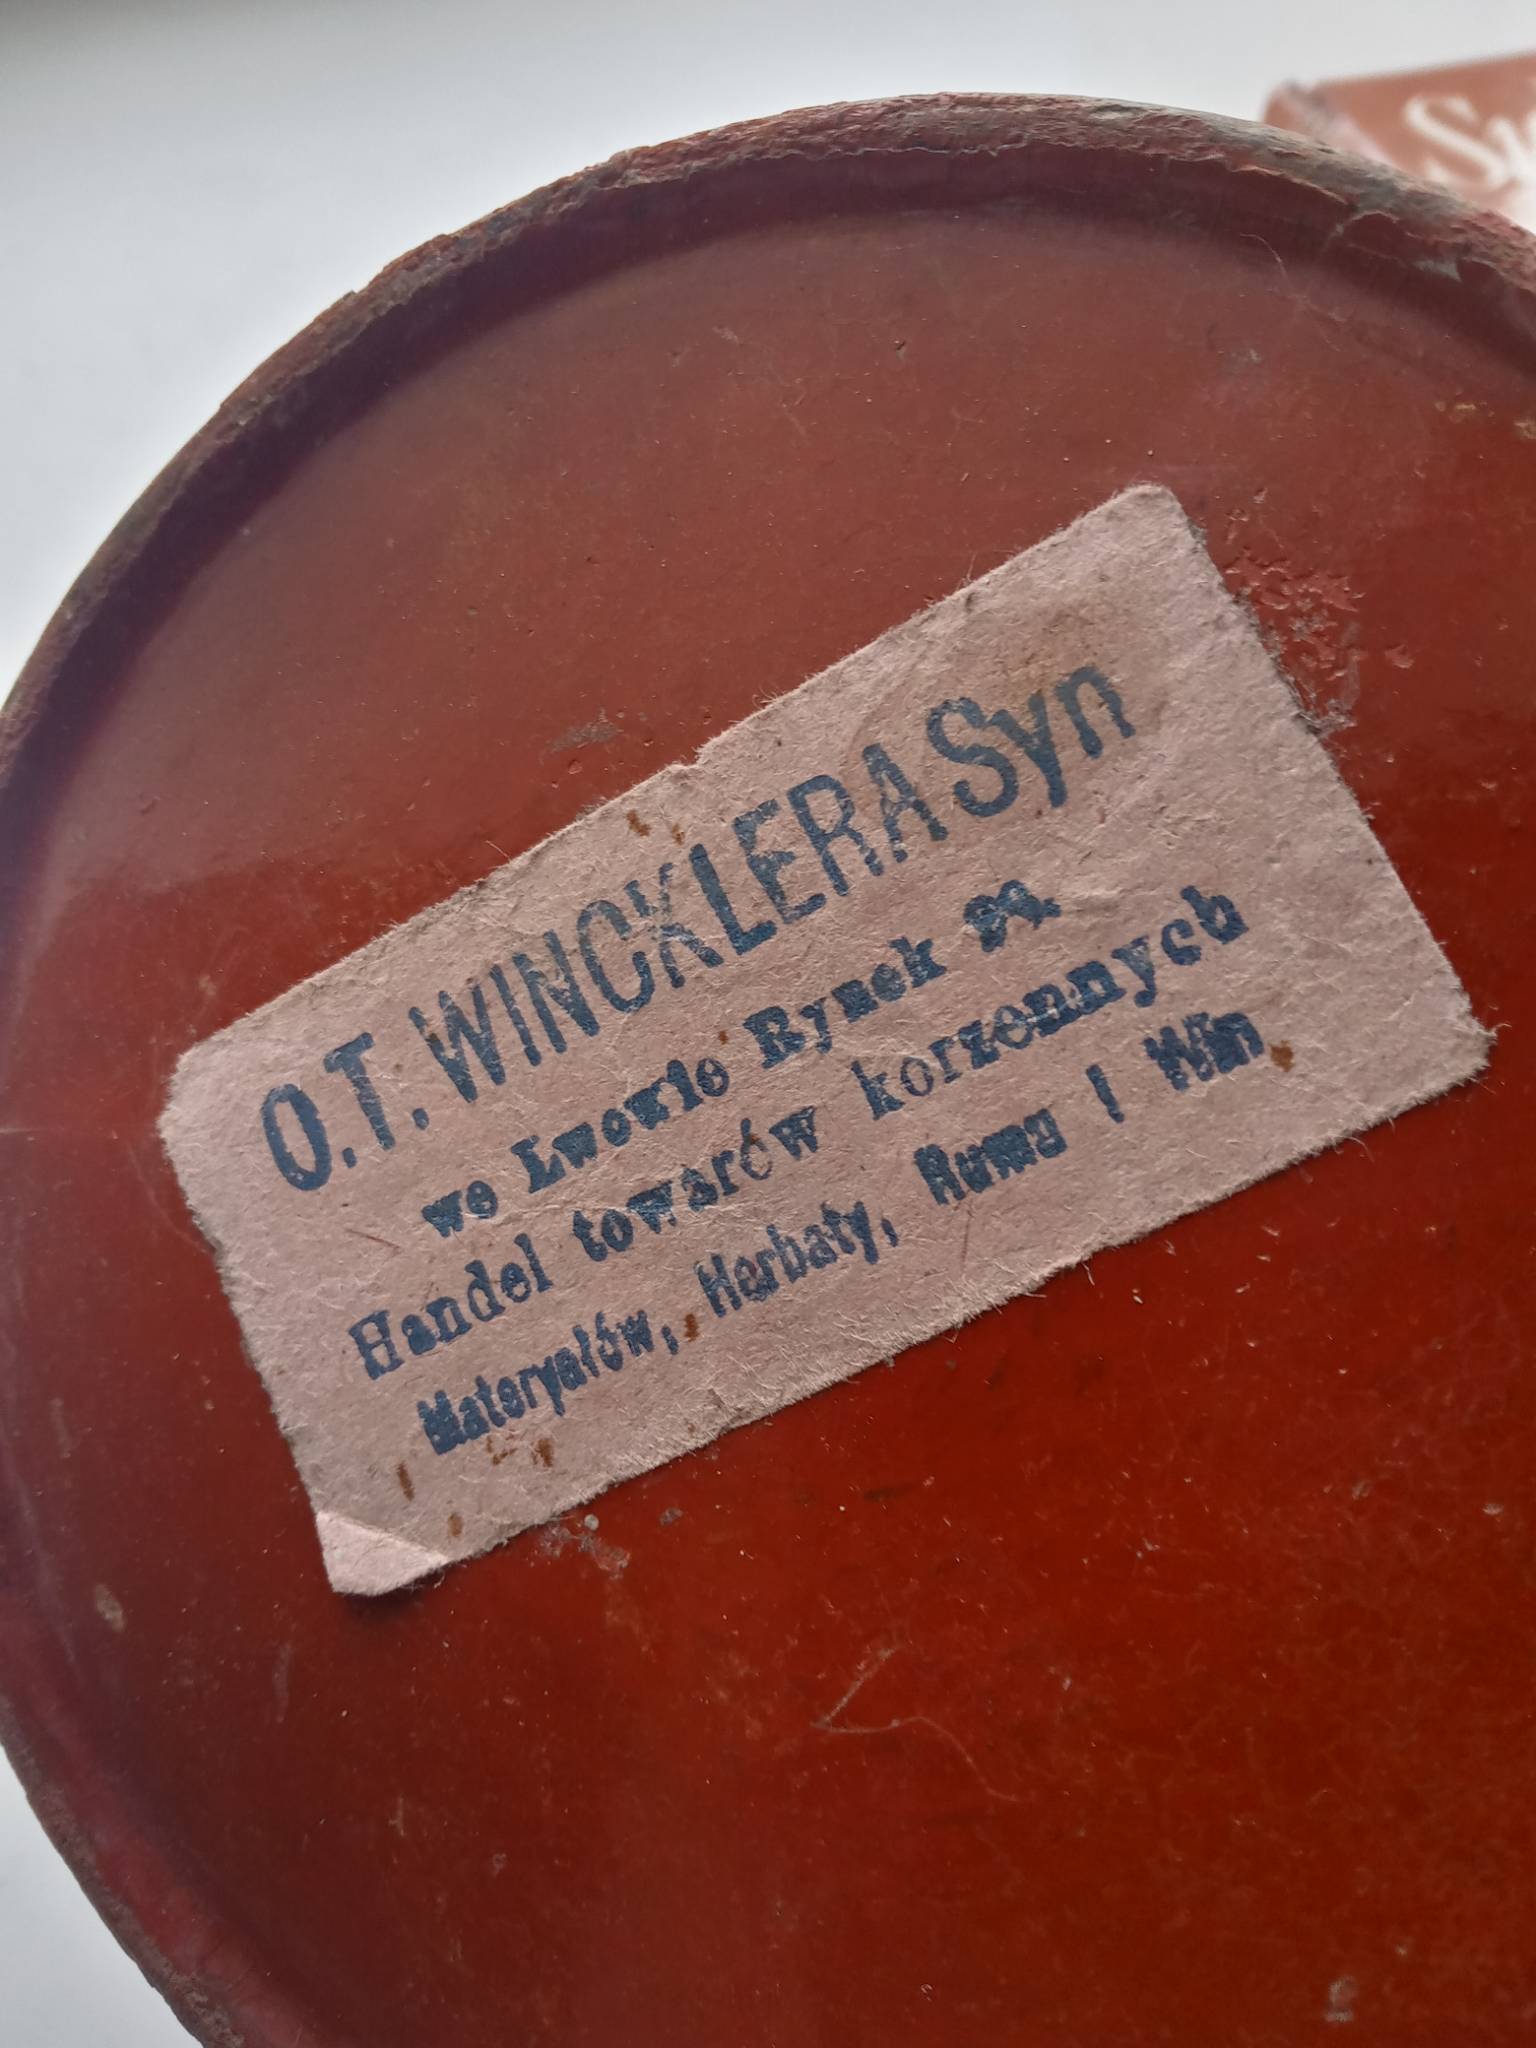 O.T. WINCKLERA Syn
we Lwowie Rynek
Handel towarów korzennych
Materyałów, Herbaty, Rumu i Win